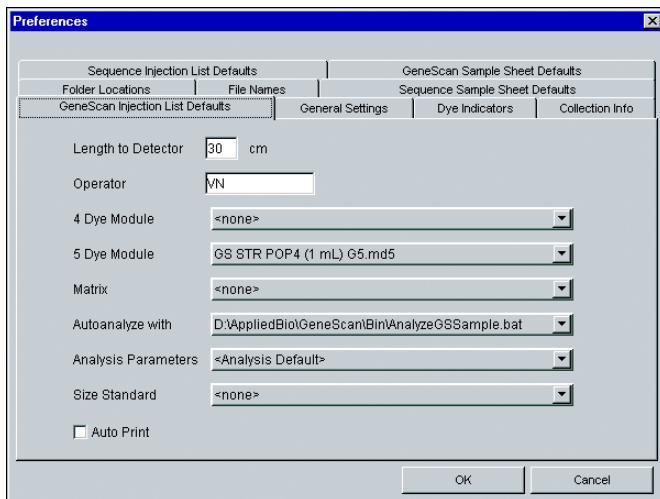 Preferences
Sequence Injection List Defaults GeneScan Sample Sheet Defaults
Folder Locations File Names Sequence Sample Sheet Defaults
GeneScan Injection List Defaults General Settings Dye Indicators Collection Info
Length to Detector 30 cm
Operator VN
4 Dye Module <none>
5 Dye Module GS STR POP4 (1 mL) G5.md5
Matrix <none>
Autoanalyze with D:\AppliedBio\GeneScan\Bin\AnalyzeGSSample.bat
Analysis Parameters <Analysis Default>
Size Standard <none>
Auto Print
OK Cancel